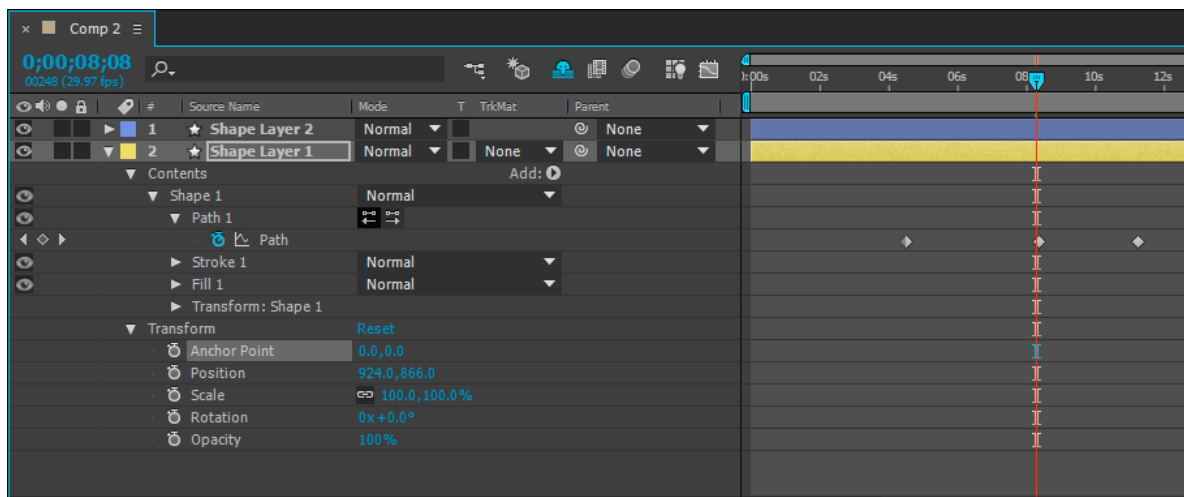 Comp 2
0;00;08;08
00248 (29.97 fps)
):00s 02s 04s 06s 08s 10s 12s
# Source Name Mode T TrkMat Parent
1 Shape Layer 2 Normal None
2 Shape Layer 1 Normal None None
Contents Add:
Shape 1 Normal
Path 1
Path
Stroke 1 Normal
Fill 1 Normal
Transform: Shape 1
Transform Reset
Anchor Point 0.0,0.0
Position 924.0,866.0
Scale 100.0,100.0%
Rotation 0x+0.0°
Opacity 100%